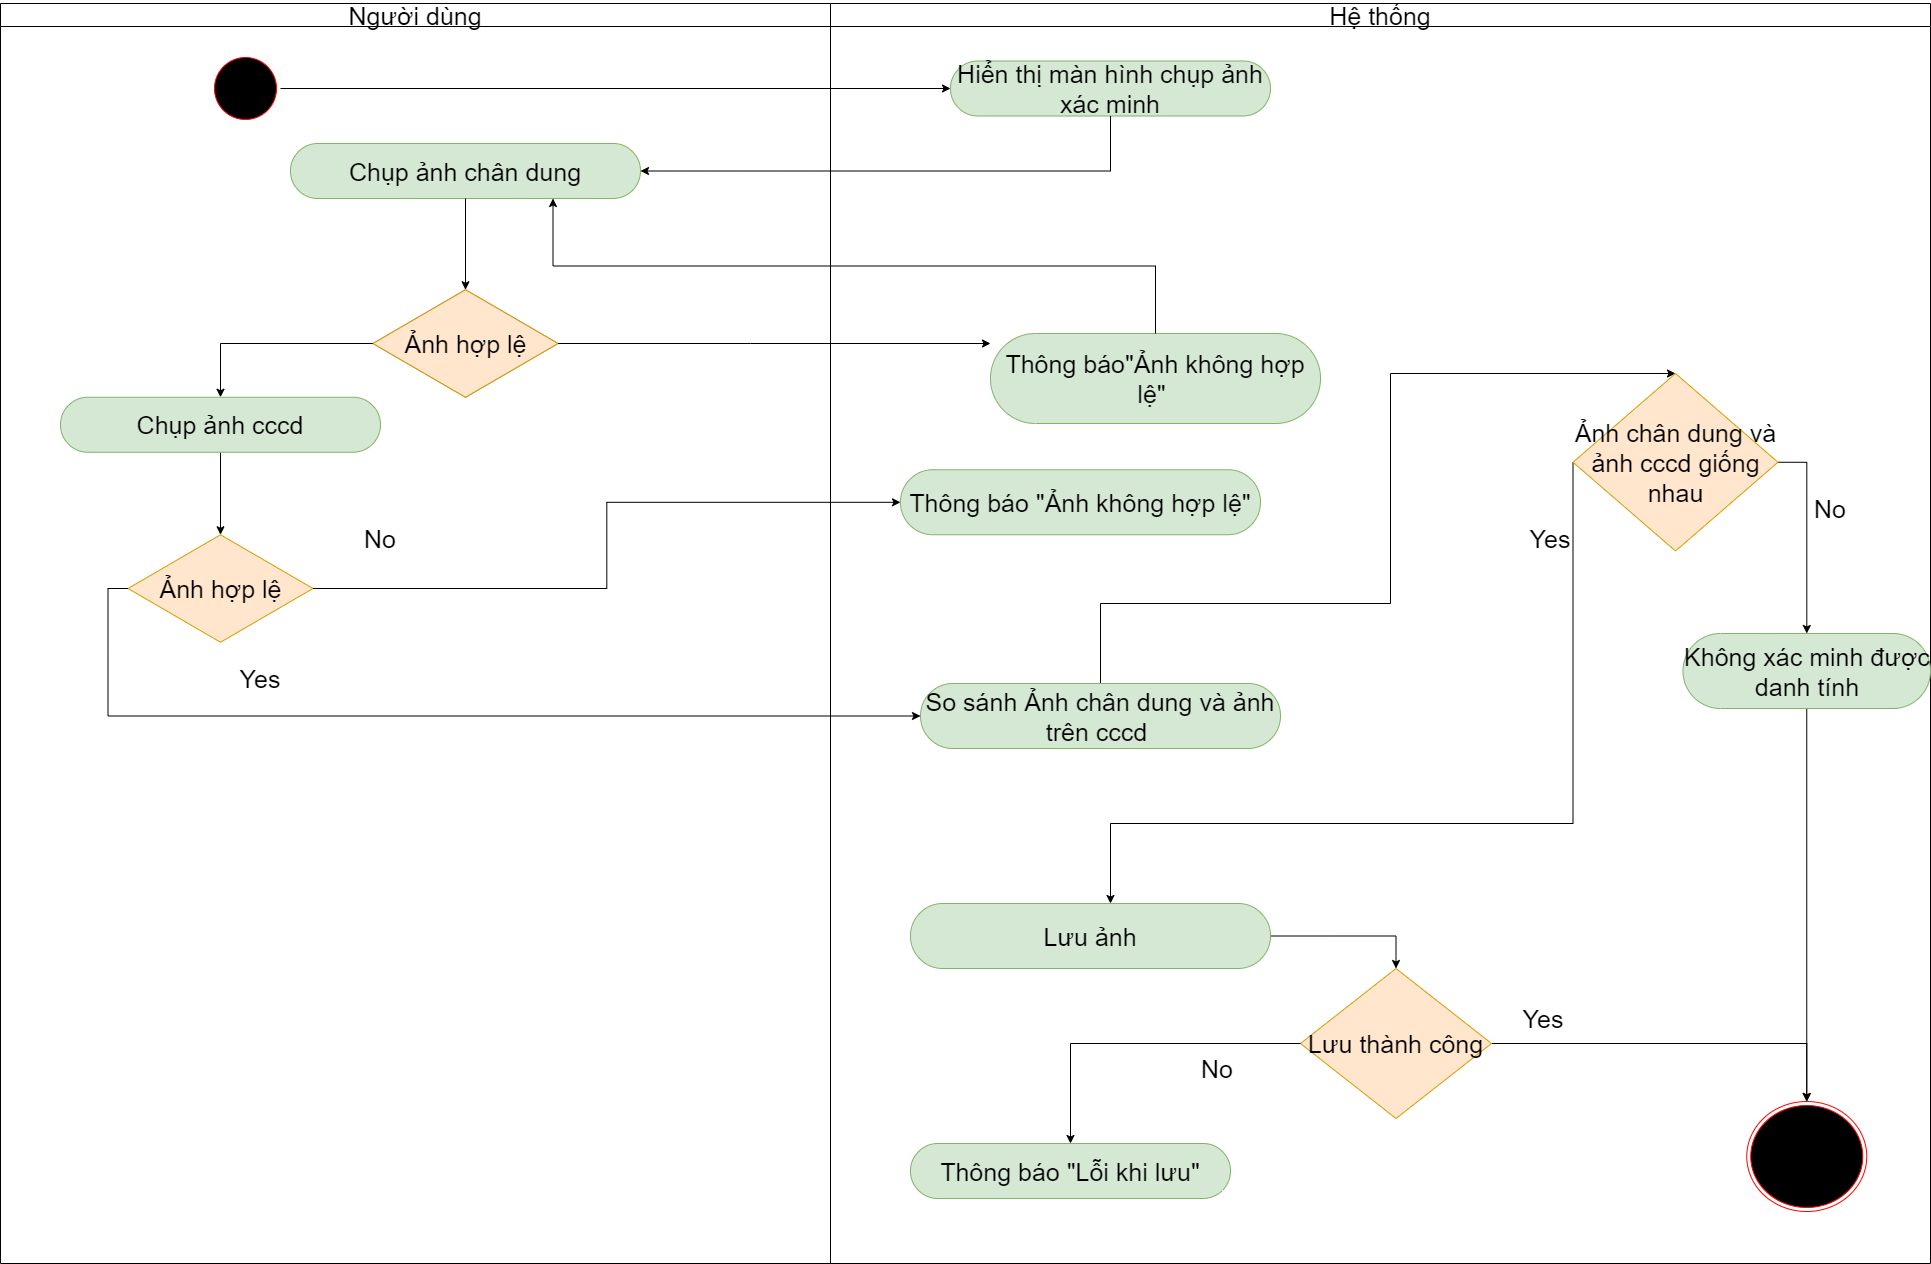 Người dùng
Hệ thống
Hiển thị màn hình chụp ảnh
xác minh
Chụp ảnh chân dung
Ảnh hợp lệ
Thông báo"Ảnh không hợp
lệ"
Chụp ảnh cccd
Ảnh chân dung và
ảnh cccd giống
nhau
Thông báo "Ảnh không hợp lệ"
No
No
Yes
Ảnh hợp lệ
Yes
Không xác minh được
danh tính
So sánh Ảnh chân dung và ảnh
trên cccd
Lưu ảnh
Yes
Lưu thành công
No
Thông báo "Lỗi khi lưu"